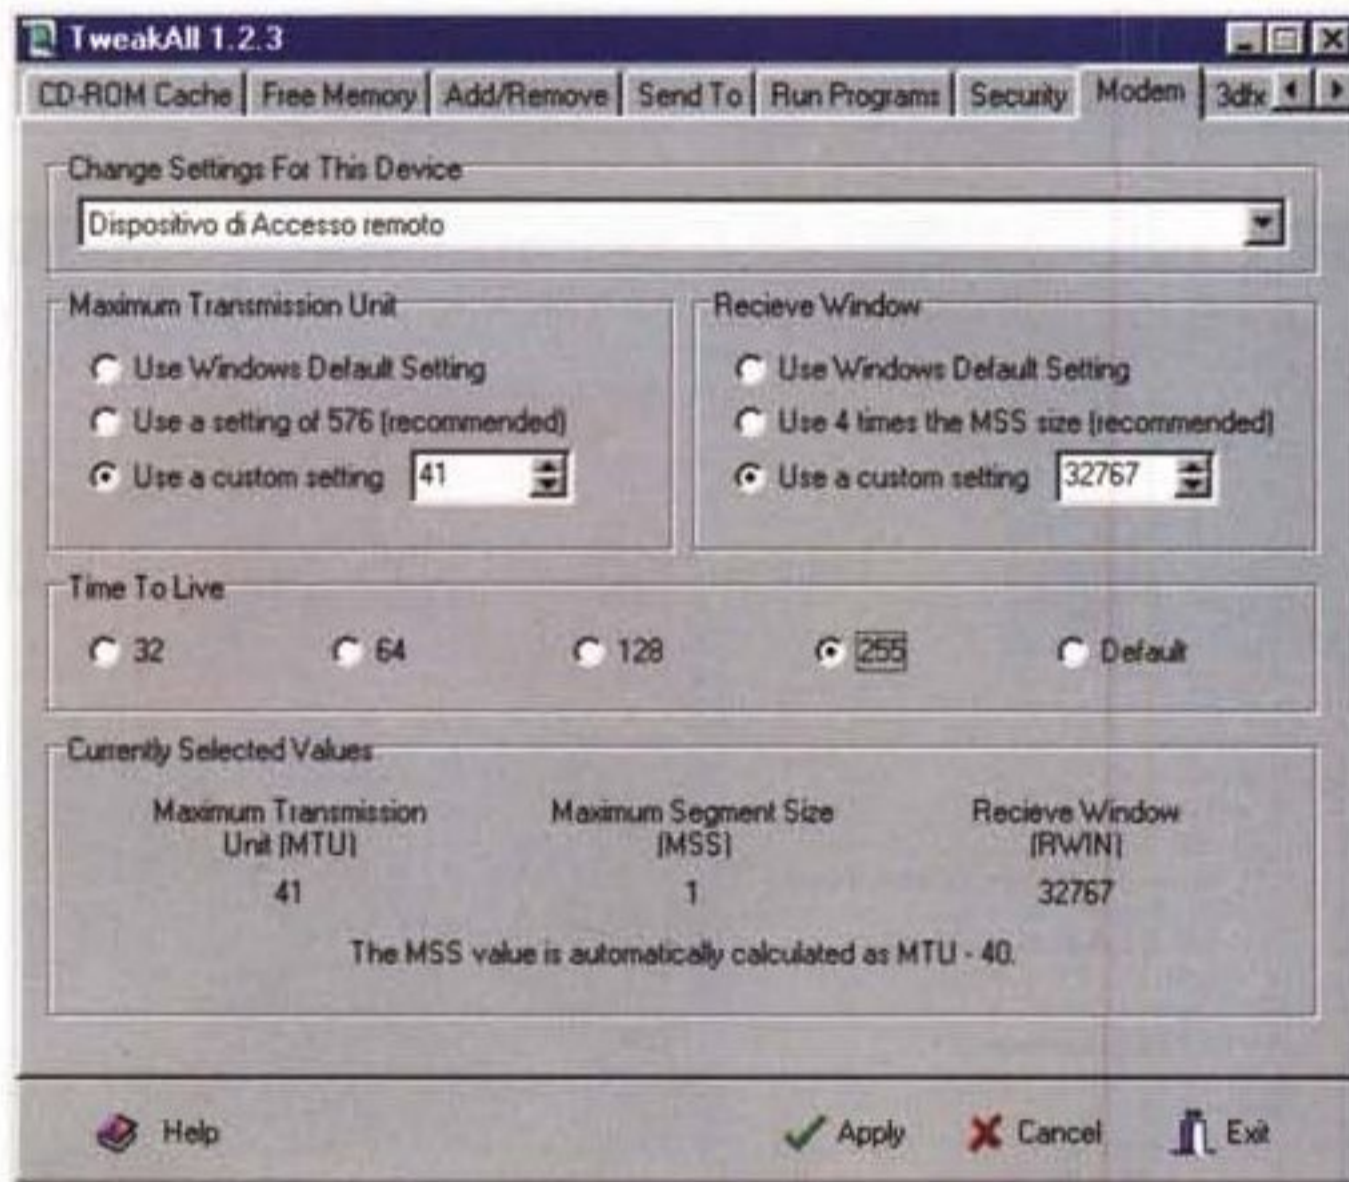 TweakAll 1.2.3
CD-ROM Cache Free Memory Add/Remove Send To Run Programs Security Modem 3dfx
Change Settings For This Device
Dispositivo di Accesso remoto
Maximum Transmission Unit
Use Windows Default Setting
Use a setting of 576 (recommended)
Use a custom setting 41
Recieve Window
Use Windows Default Setting
Use 4 times the MSS size (recommended)
Use a custom setting 32767
Time To Live
32 64 128 255 Default
Currently Selected Values
Maximum Transmission
Unit (MTU)
41
Maximum Segment Size
(MSS)
1
Recieve Window
(RWIN)
32767
The MSS value is automatically calculated as MTU - 40.
Help Apply Cancel Exit